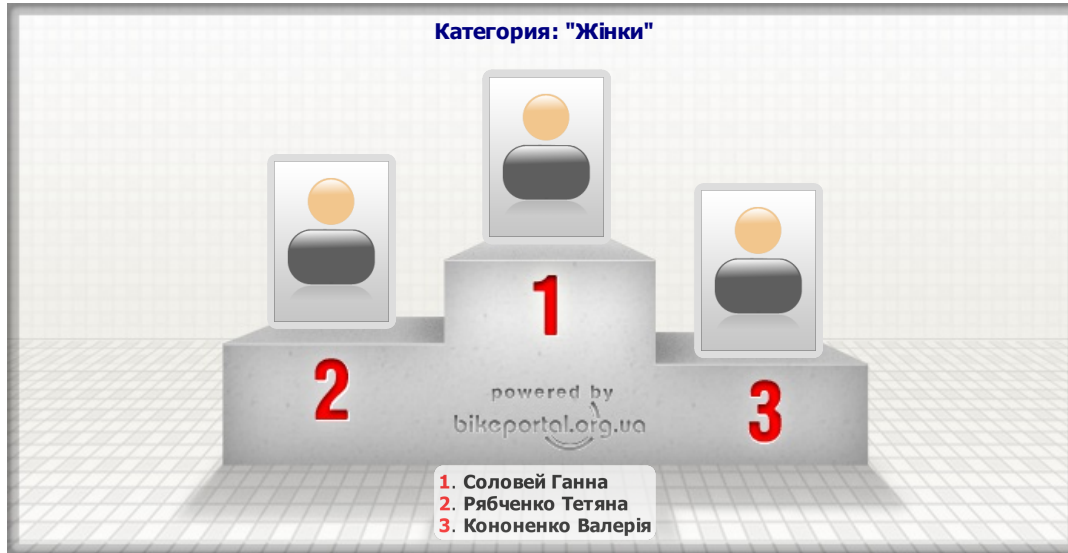 Категория: "Жінки"
1
2
3
powered by
bikeportal.org.ua
1. Соловей Ганна
2. Рябченко Тетяна
3. Кононенко Валерія